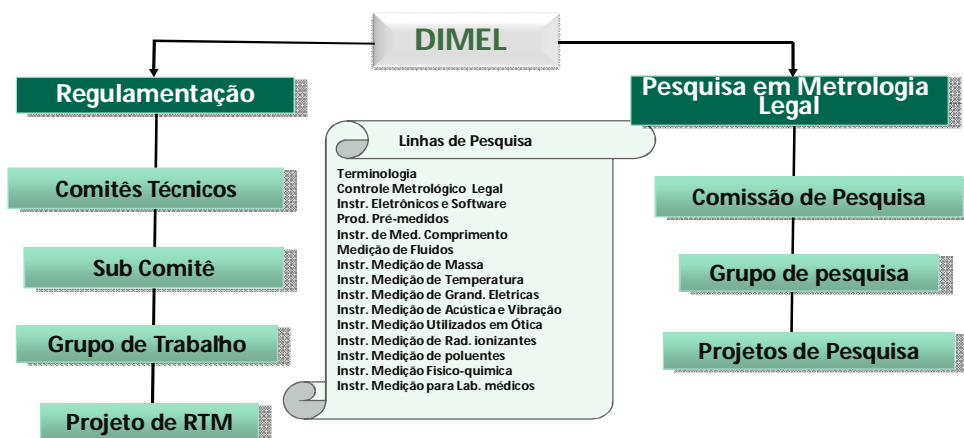 DIMEL
Regulamentação
Comitês Técnicos
Sub Comitê
Grupo de Trabalho
Projeto de RTM
Linhas de Pesquisa
Terminologia
Controle Metrológico Legal
Instr. Eletrônicos e Software
Prod. Pré-medidos
Instr. de Med. Comprimento
Medição de Fluidos
Instr. Medição de Massa
Instr. Medição de Temperatura
Instr. Medição de Grand. Eletricas
Instr. Medição de Acústica e Vibração
Instr. Medição Utilizados em Ótica
Instr. Medição de Rad. ionizantes
Instr. Medição de poluentes
Instr. Medição Fisico-quimica
Instr. Medição para Lab. médicos
Pesquisa em Metrologia
Legal
Comissão de Pesquisa
Grupo de pesquisa
Projetos de Pesquisa